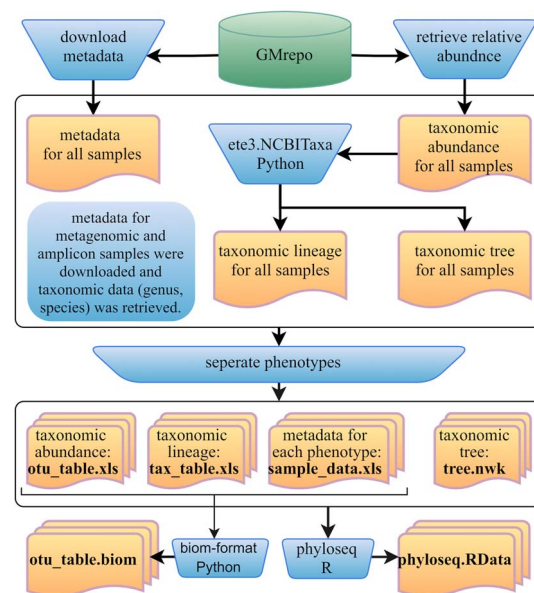 download
metadata
GMrepo
retrieve relative
abundnce
metadata
for all samples
ete3.NCBITaxa
Python
taxonomic
abundance
for all samples
metadata for
metagenomic and
amplicon samples were
downloaded and
taxonomic data (genus,
species) was retrieved.
taxonomic lineage
for all samples
taxonomic tree
for all samples
seperate phenotypes
taxonomic
abundance:
otu_table.xls
taxonomic
lineage:
tax_table.xls
metadata for
each phenotype:
sample_data.xls
taxonomic
tree:
tree.nwk
otu_table.biom
biom-format
Python
phyloseq
R
phyloseq.RData